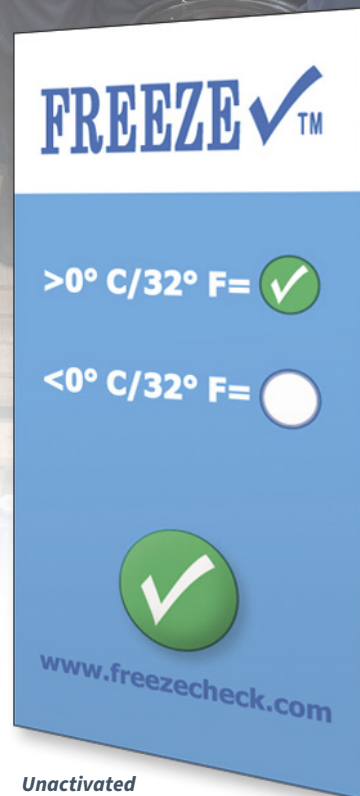 FREEZE✓™
>0° C/32° F=
<0° C/32° F=
www.freezecheck.com
Unactivated